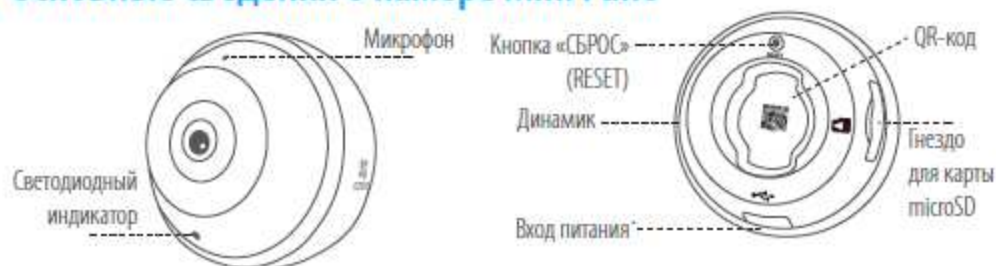 Микрофон
Светодиодный
индикатор
Кнопка «СБРОС»
(RESET)
QR-код
Динамик
Гнездо
для карты
microSD
Вход питания